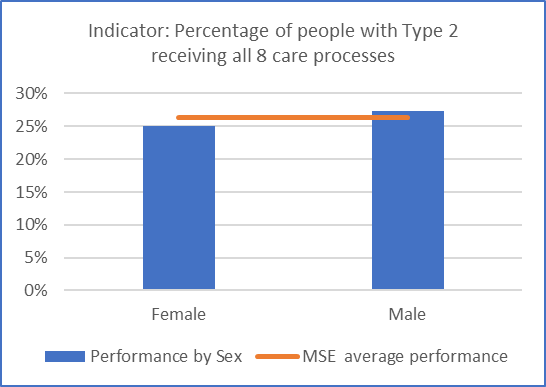 Indicator: Percentage of people with Type 2
receiving all 8 care processes
30%
25%
20%
15%
10%
5%
0%
Female Male
Performance by Sex MSE average performance